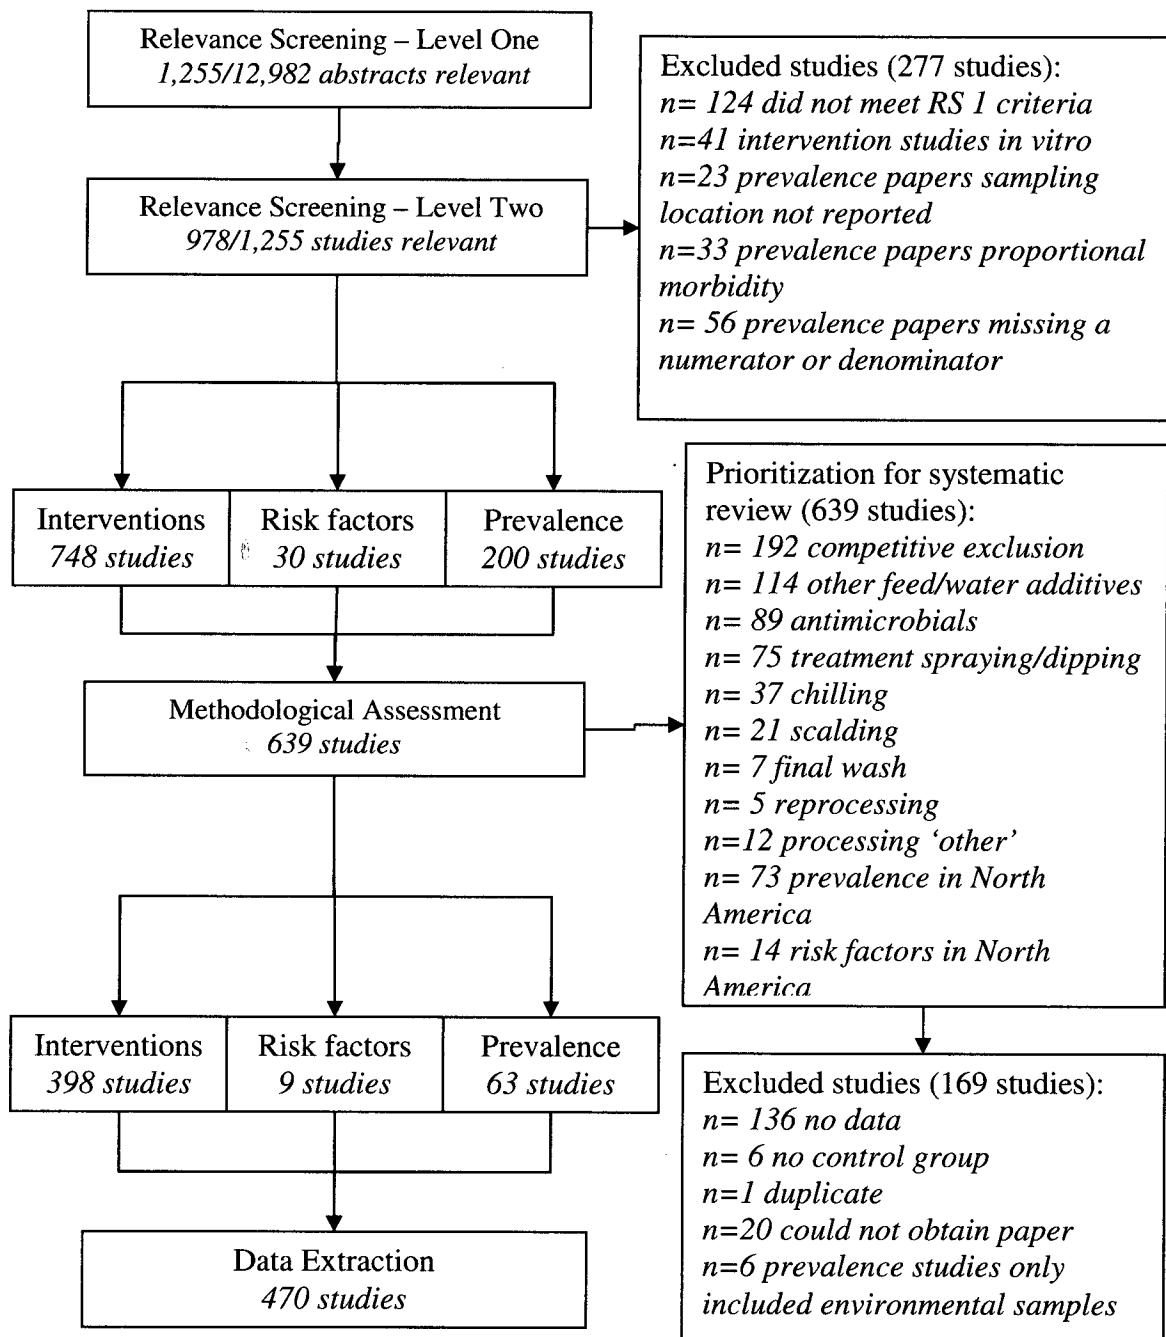 Relevance Screening – Level One
1,255/12,982 abstracts relevant
Excluded studies (277 studies):
n= 124 did not meet RS 1 criteria
n=41 intervention studies in vitro
n=23 prevalence papers sampling
location not reported
n=33 prevalence papers proportional
morbidity
n= 56 prevalence papers missing a
numerator or denominator
Relevance Screening – Level Two
978/1,255 studies relevant
Interventions
748 studies
Risk factors
30 studies
Prevalence
200 studies
Prioritization for systematic
review (639 studies):
n= 192 competitive exclusion
n= 114 other feed/water additives
n= 89 antimicrobials
n= 75 treatment spraying/dipping
n= 37 chilling
n= 21 scalding
n= 7 final wash
n= 5 reprocessing
n=12 processing ‘other’
n= 73 prevalence in North
America
n= 14 risk factors in North
America
Methodological Assessment
639 studies
Interventions
398 studies
Risk factors
9 studies
Prevalence
63 studies
Excluded studies (169 studies):
n= 136 no data
n= 6 no control group
n=1 duplicate
n=20 could not obtain paper
n=6 prevalence studies only
included environmental samples
Data Extraction
470 studies